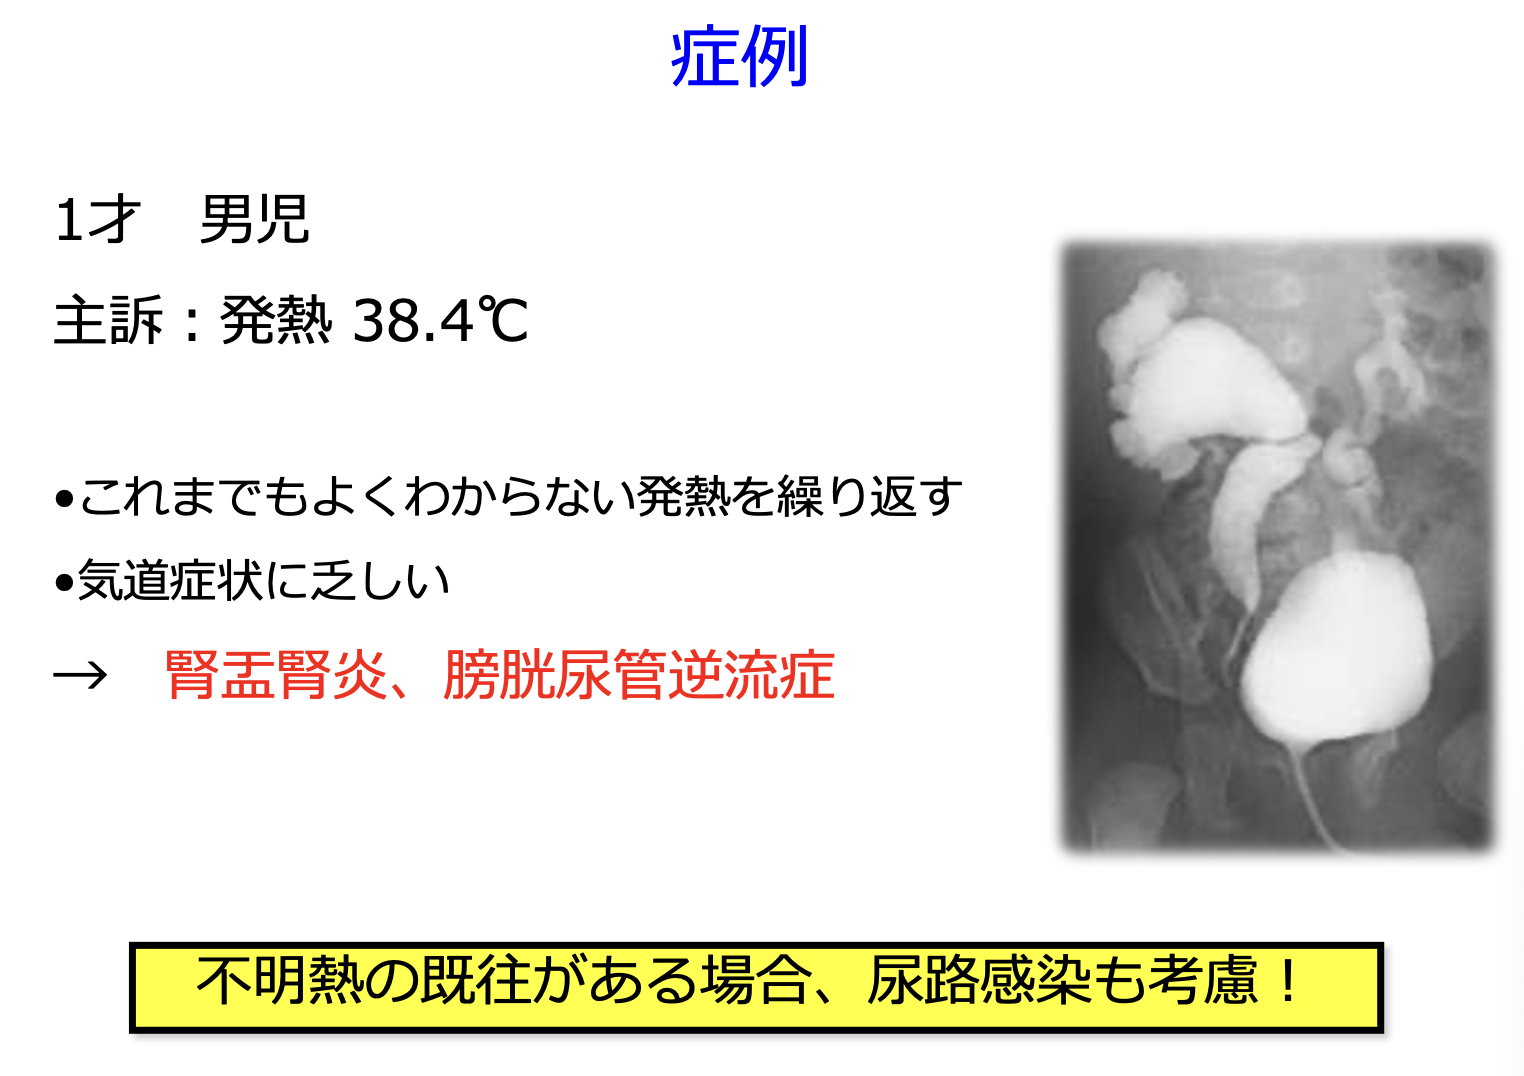 症例
1才　男児
主訴：発熱 38.4℃
•これまでもよくわからない発熱を繰り返す
•気道症状に乏しい
→　腎盂腎炎、膀胱尿管逆流症
不明熱の既往がある場合、尿路感染も考慮！